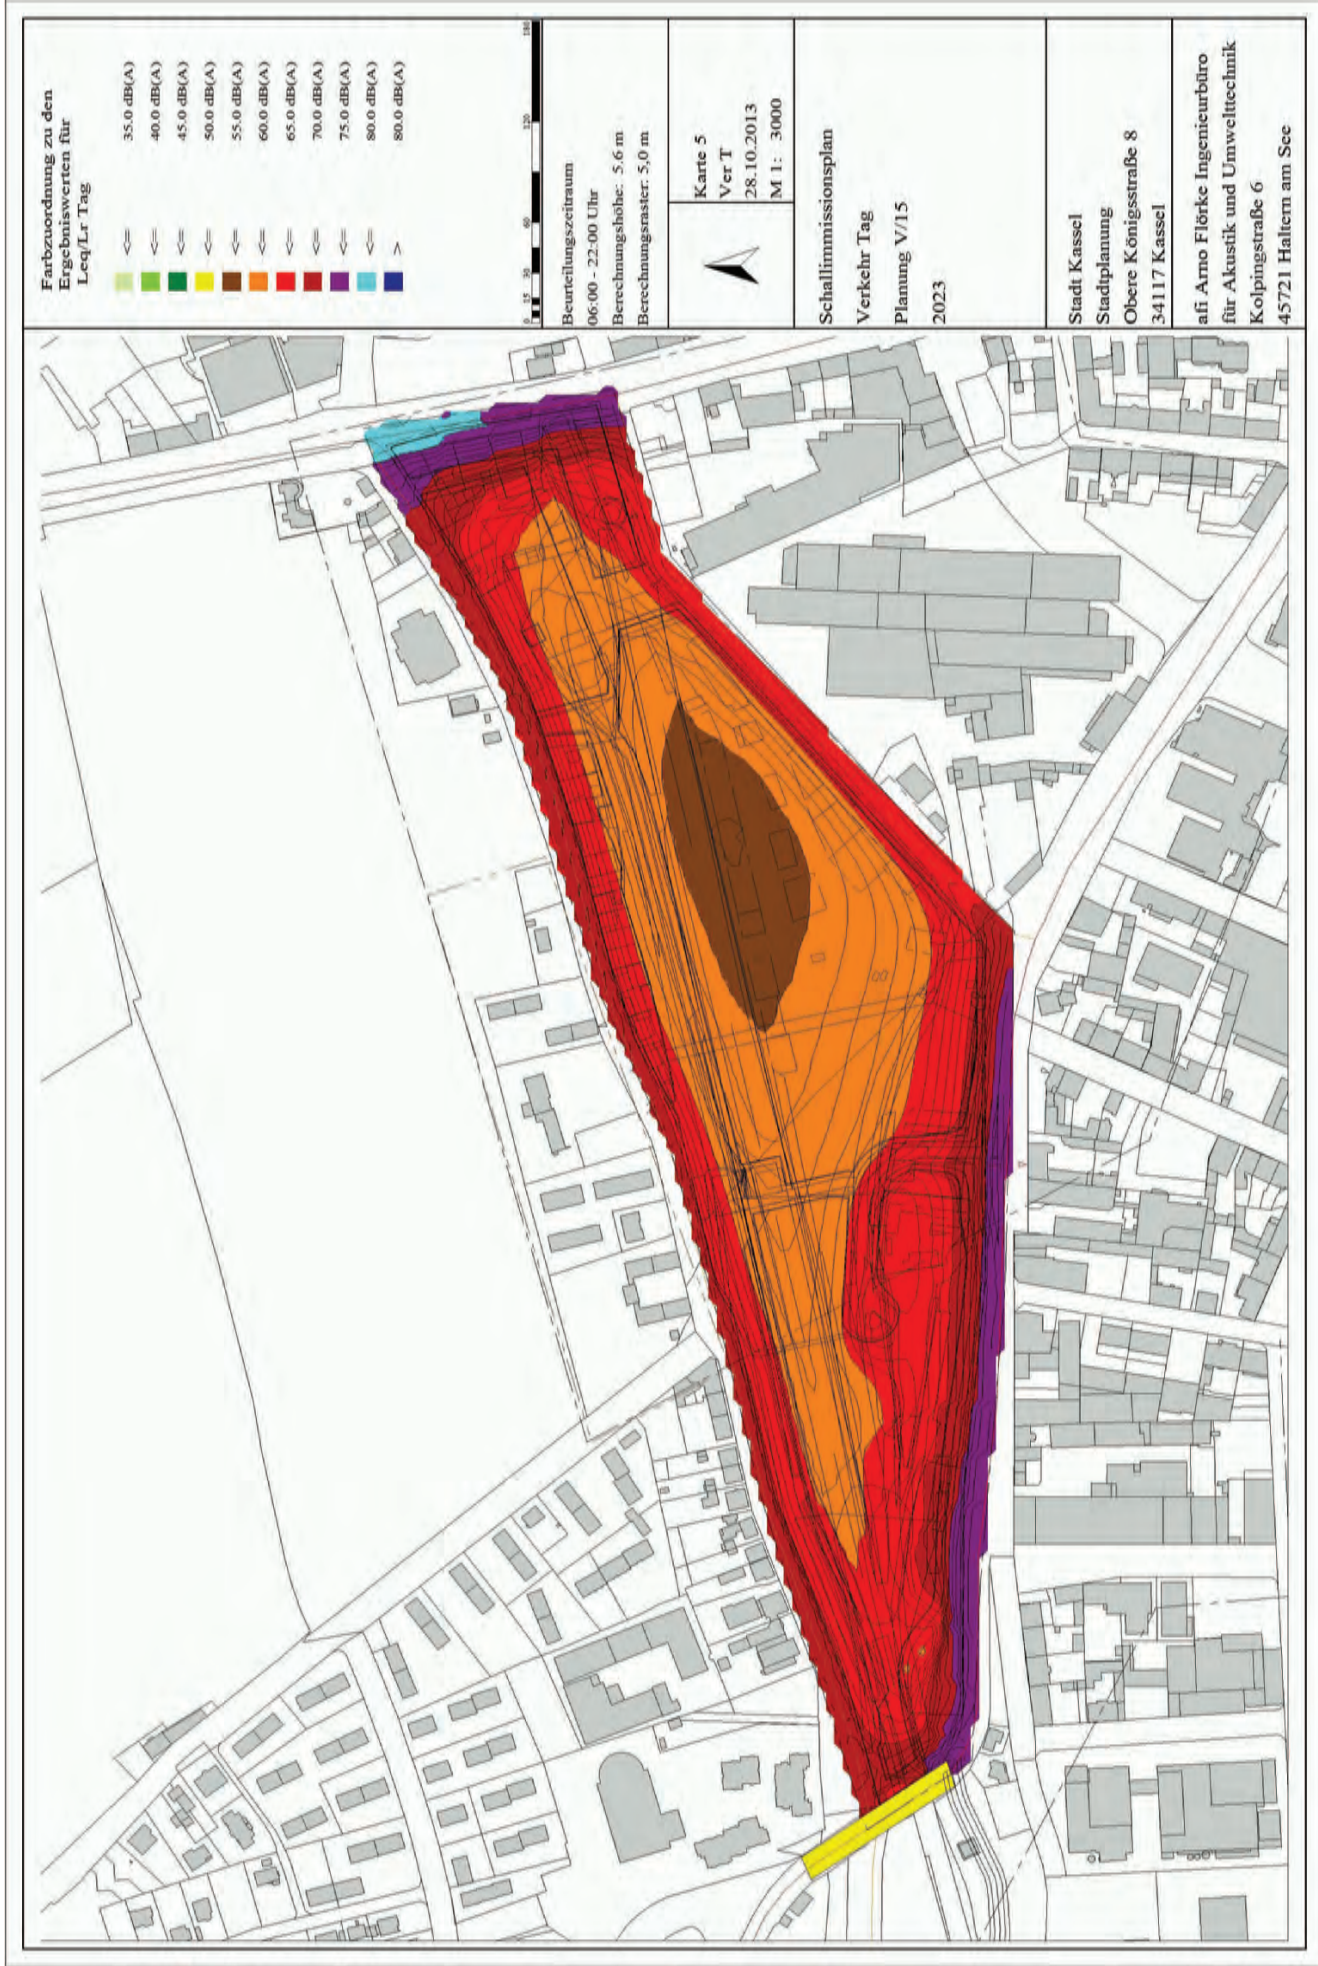 Farbzuordnung zu den
Ergebniswerten für
Leq/Lr Tag
<= 35.0 dB(A)
<= 40.0 dB(A)
<= 45.0 dB(A)
<= 50.0 dB(A)
<= 55.0 dB(A)
<= 60.0 dB(A)
<= 65.0 dB(A)
<= 70.0 dB(A)
<= 75.0 dB(A)
<= 80.0 dB(A)
> 80.0 dB(A)
0 15 30 60 120 180
Beurteilungszeitraum
06:00 - 22:00 Uhr
Berechnungshöhe: 5.6 m
Berechnungsraster: 5,0 m
Karte 5
Ver T
28.10.2013
M 1: 3000
Schallimmissionsplan
Verkehr Tag
Planung V/15
2023
Stadt Kassel
Stadtplanung
Obere Königsstraße 8
34117 Kassel
afi Arno Flörke Ingenieurbüro
für Akustik und Umwelttechnik
Kolpingstraße 6
45721 Haltern am See